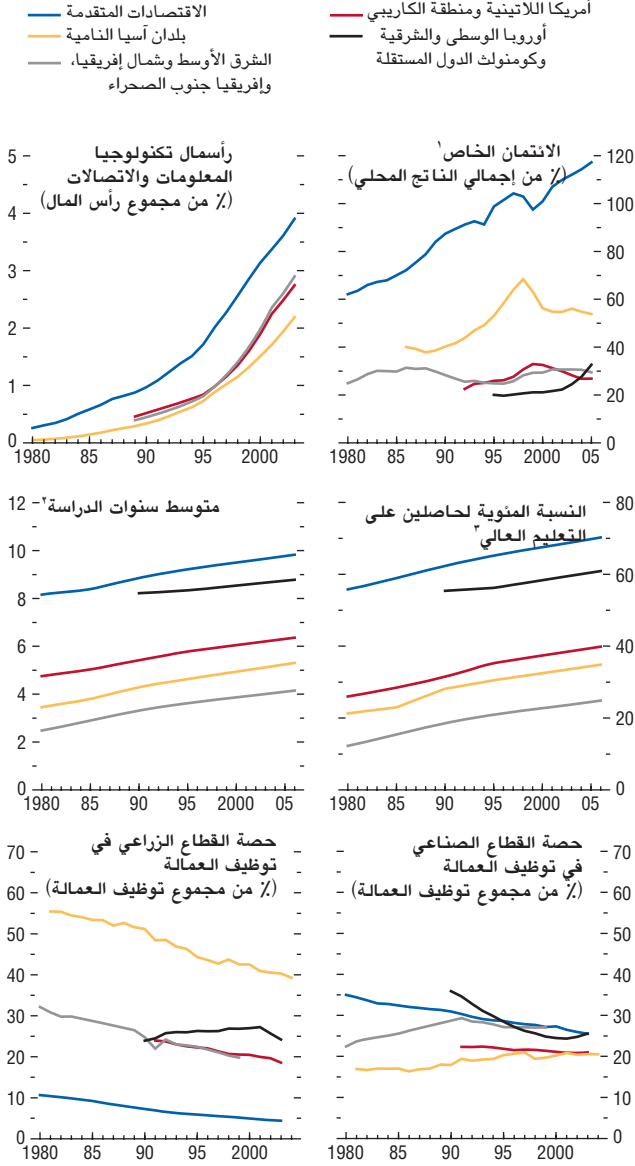 أمريكا اللاتينية ومنطقة الكاريبي
أوروبا الوسطى والشرقية
وكومنولث الدول المستقلة
الاقتصادات المتقدمة
بلدان آسيا النامية
الشرق الأوسط وشمال إفريقيا،
وإفريقيا جنوب الصحراء
الائتمان الخاص١
(٪ من إجمالي الناتج المحلي)
120
100
80
60
40
20
0
1980 85 90 95 2000 05
رأسمال تكنولوجيا
المعلومات والاتصالات
(٪ من مجموع رأس المال)
5
4
3
2
1
0
1980 85 90 95 2000
النسبة المئوية لحاصلين على
التعليم العالي٣
80
60
40
20
0
1980 85 90 95 2000 05
متوسط سنوات الدراسة٢
12
10
8
6
4
2
0
1980 85 90 95 2000 05
حصة القطاع الصناعي
في توظيف العمالة
(٪ من مجموع توظيف العمالة)
70
60
50
40
30
20
10
0
1980 85 90 95 2000
حصة القطاع الزراعي في
توظيف العمالة
(٪ من مجموع توظيف العمالة)
70
60
50
40
30
20
10
0
1980 85 90 95 2000